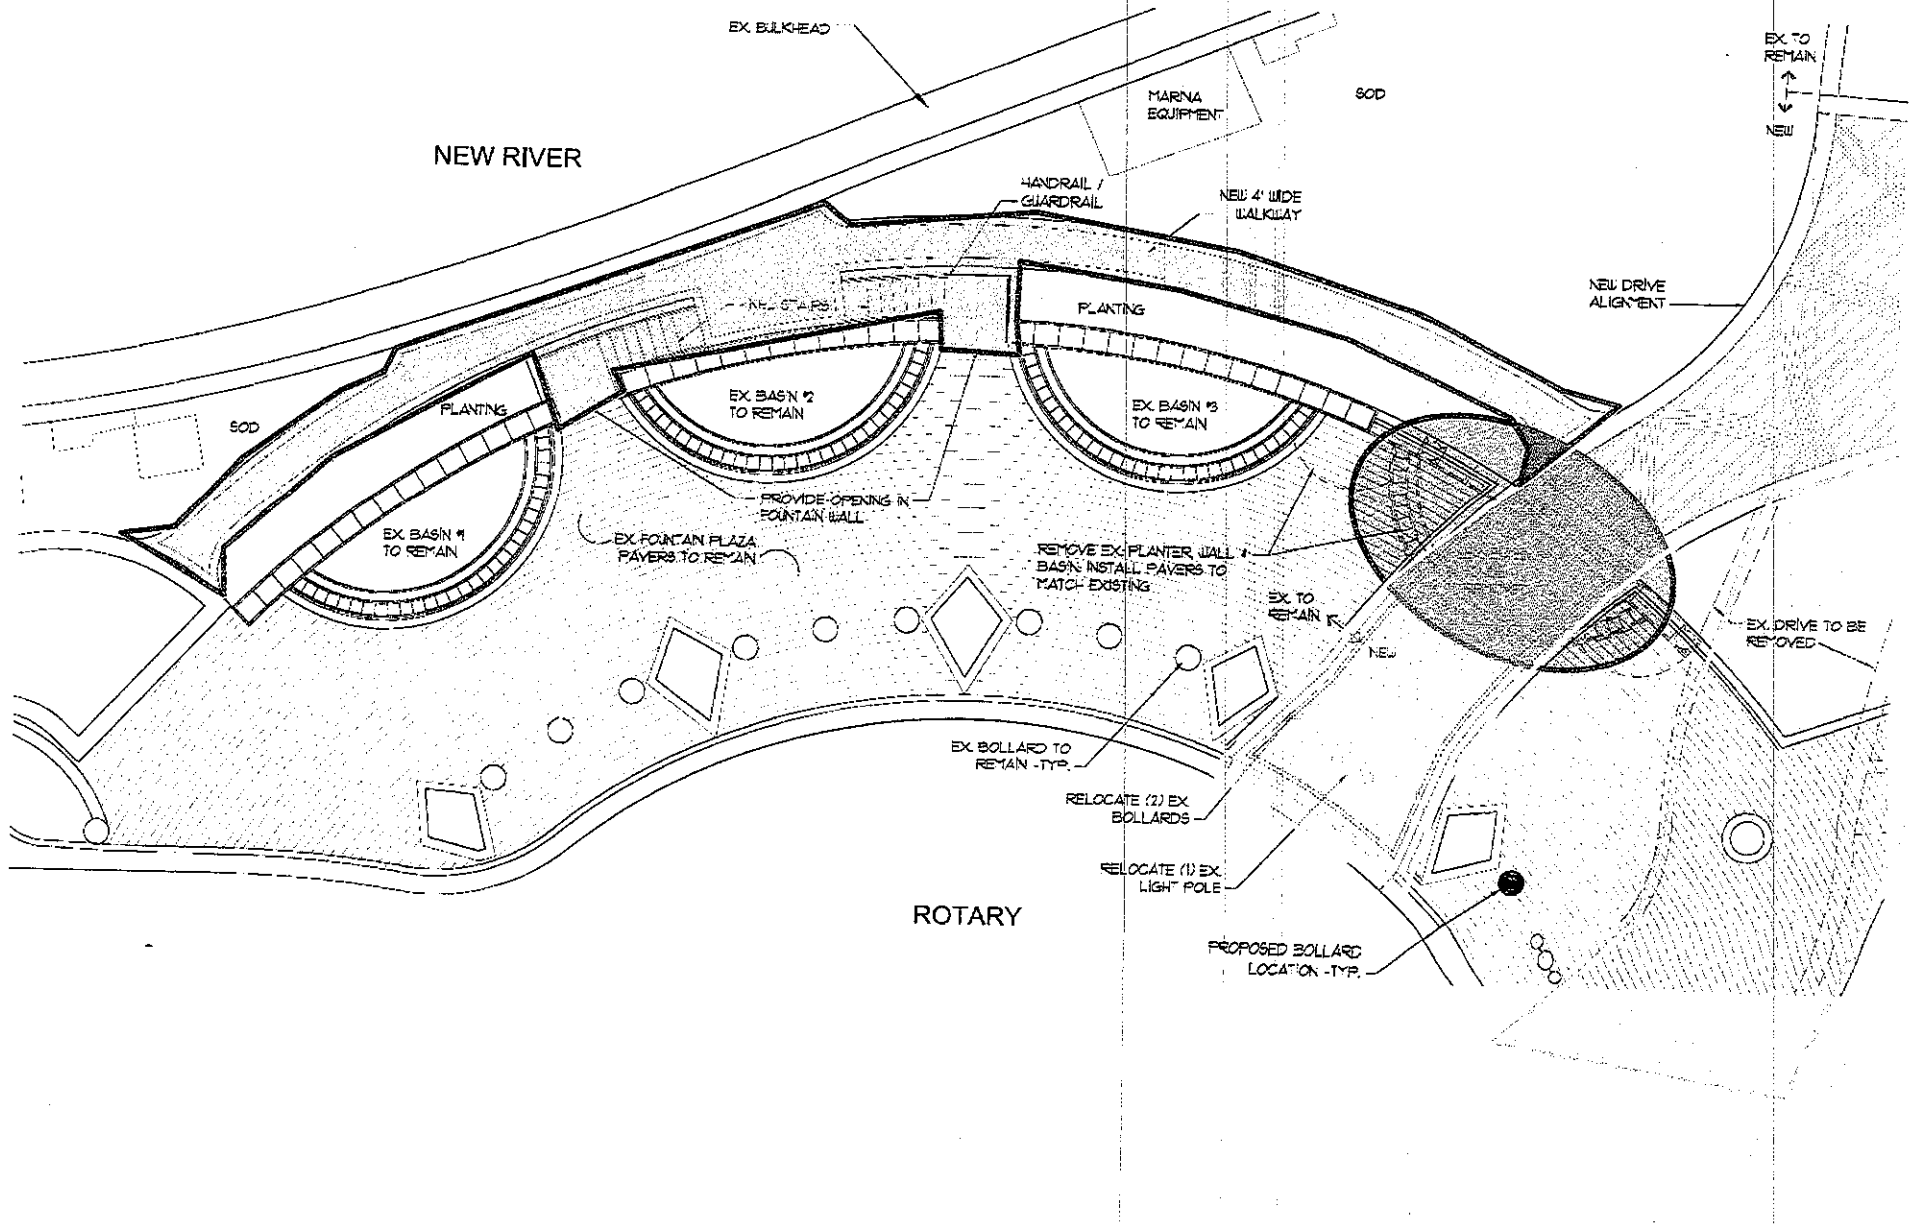 EX. BULKHEAD
EX. TO
REMAIN
NEW
MARINA
EQUIPMENT
SOD
NEW RIVER
HANDRAIL /
GUARDRAIL
NEW 4' WIDE
WALKWAY
NEW DRIVE
ALIGNMENT
NEW STAIRS
PLANTING
PLANTING
SOD
EX. BASIN #2
TO REMAIN
EX. BASIN #3
TO REMAIN
EX. BASIN #1
TO REMAIN
PROVIDE OPENING IN
FOUNTAIN WALL
EX. FOUNTAIN PLAZA
PAVERS TO REMAIN
REMOVE EX. PLANTER, WALL &
BASIN. INSTALL PAVERS TO
MATCH EXISTING
EX. TO
REMAIN
NEW
EX. DRIVE TO BE
REMOVED
EX. BOLLARD TO
REMAIN -TYP.
RELOCATE (2) EX.
BOLLARDS
RELOCATE (1) EX.
LIGHT POLE
ROTARY
PROPOSED BOLLARD
LOCATION -TYP.